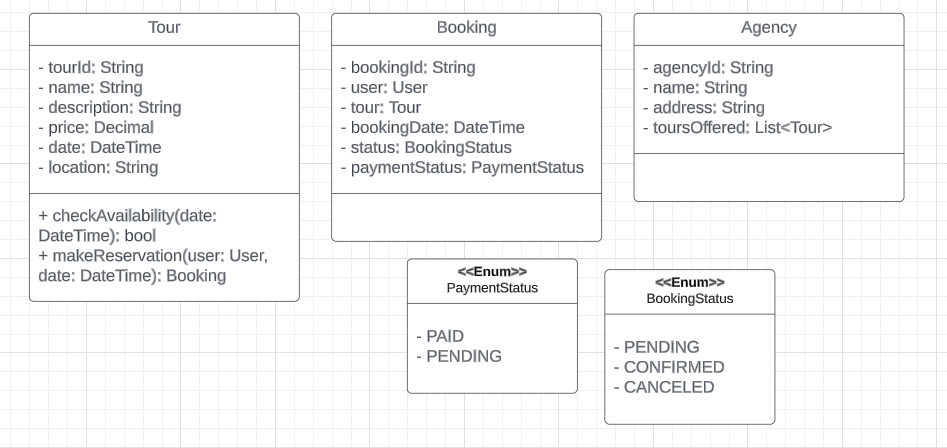 Tour
- tourId: String
- name: String
- description: String
- price: Decimal
- date: DateTime
- location: String
+ checkAvailability(date:
DateTime): bool
+ makeReservation(user: User,
date: DateTime): Booking
Booking
- bookingId: String
- user: User
- tour: Tour
- bookingDate: DateTime
- status: BookingStatus
- paymentStatus: PaymentStatus
Agency
- agencyId: String
- name: String
- address: String
- toursOffered: List<Tour>
<<Enum>>
PaymentStatus
- PAID
- PENDING
<<Enum>>
BookingStatus
- PENDING
- CONFIRMED
- CANCELED